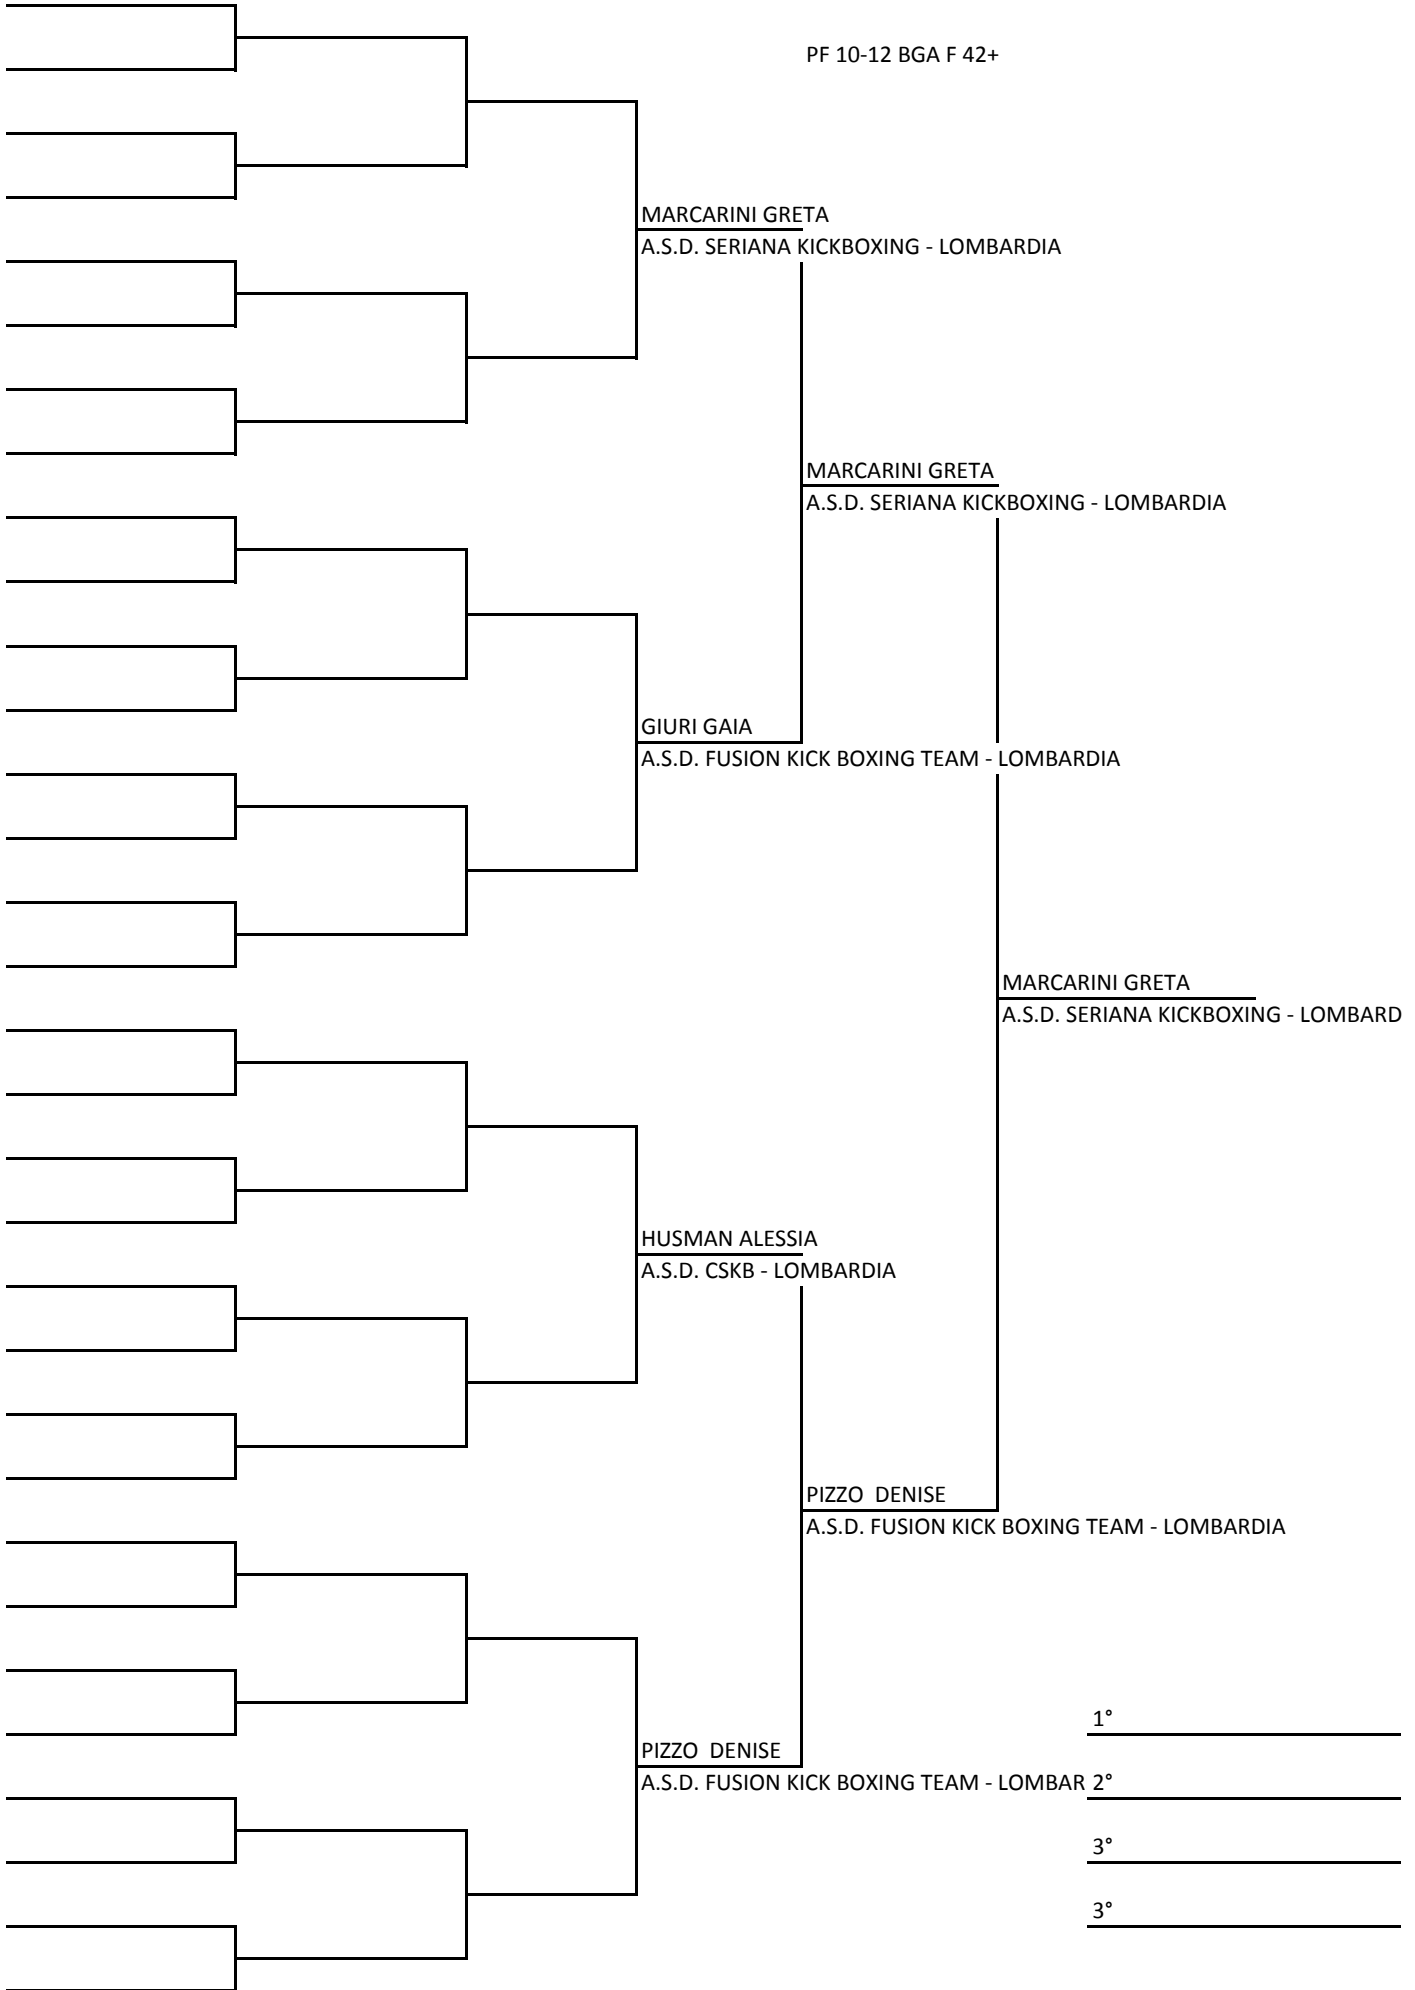 PF 10-12 BGA F 42+
MARCARINI GRETA
A.S.D. SERIANA KICKBOXING - LOMBARDIA
MARCARINI GRETA
A.S.D. SERIANA KICKBOXING - LOMBARDIA
GIURI GAIA
A.S.D. FUSION KICK BOXING TEAM - LOMBARDIA
MARCARINI GRETA
A.S.D. SERIANA KICKBOXING - LOMBARD
HUSMAN ALESSIA
A.S.D. CSKB - LOMBARDIA
PIZZO  DENISE
A.S.D. FUSION KICK BOXING TEAM - LOMBARDIA
1°
PIZZO  DENISE
A.S.D. FUSION KICK BOXING TEAM - LOMBAR 2°
3°
3°